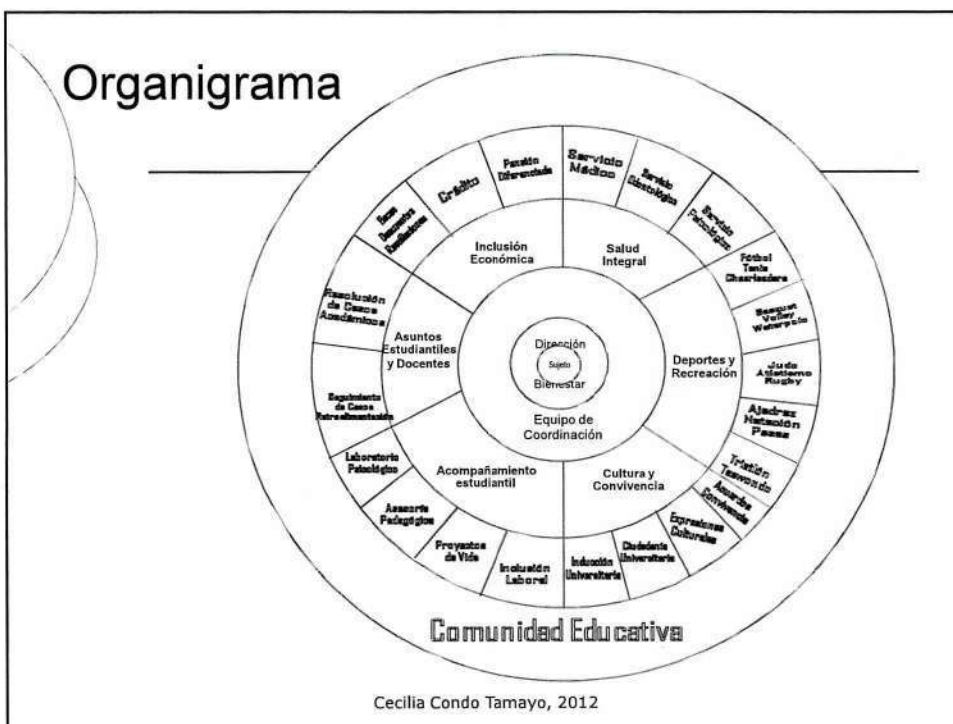 Organigrama
Pensión
Diferenciada
Servicio
Médico
Crédito
Servicio
Odontológico
Servicio
Psicológico
Inclusión
Económica
Salud
Integral
Fútbol
Tenis
Cheerleaders
Resolución
de Casos
Académicos
Basquet
Volley
Waterpolo
Asuntos
Estudiantiles
y Docentes
Dirección
Sujeto
Bienestar
Deportes y
Recreación
Judo
Atletismo
Rugby
Seguimiento
de Casos
Retroalimentación
Equipo de
Coordinación
Ajedrez
Natación
Pesas
Laboratorio
Psicológico
Acompañamiento
estudiantil
Cultura y
Convivencia
Triatlón
Taewondo
Acuerdos
Convivencia
Asesoría
Pedagógica
Expresiones
Culturales
Proyectos
de Vida
Inclusión
Laboral
Inducción
Universitaria
Ciudadanía
Universitaria
Comunidad Educativa
Cecilia Condo Tamayo, 2012